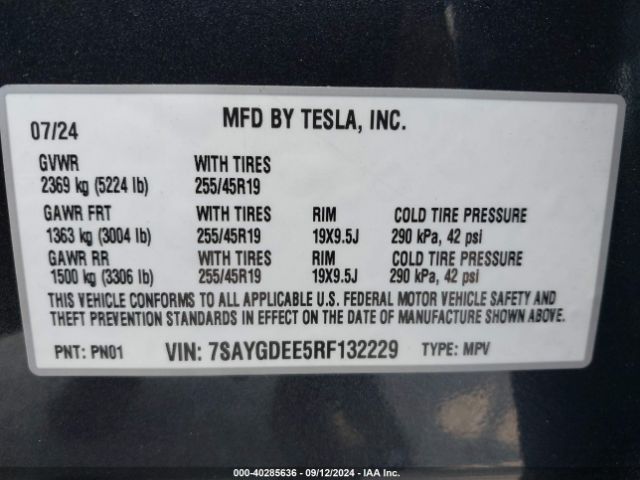 MFD BY TESLA, INC.
07/24
GVWR WITH TIRES
2369 kg (5224 lb) 255/45R19
GAWR FRT WITH TIRES RIM COLD TIRE PRESSURE
1363 kg (3004 lb) 255/45R19 19X9.5J 290 kPa, 42 psi
GAWR RR WITH TIRES RIM COLD TIRE PRESSURE
1500 kg (3306 lb) 255/45R19 19X9.5J 290 kPa, 42 psi
THIS VEHICLE CONFORMS TO ALL APPLICABLE U.S. FEDERAL MOTOR VEHICLE SAFETY AND
THEFT PREVENTION STANDARDS IN EFFECT ON THE DATE OF MANUFACTURE SHOWN ABOVE.
PNT: PN01 VIN: 7SAYGDEE5RF132229 TYPE: MPV
000-40285636 - 09/12/2024 - IAA Inc.